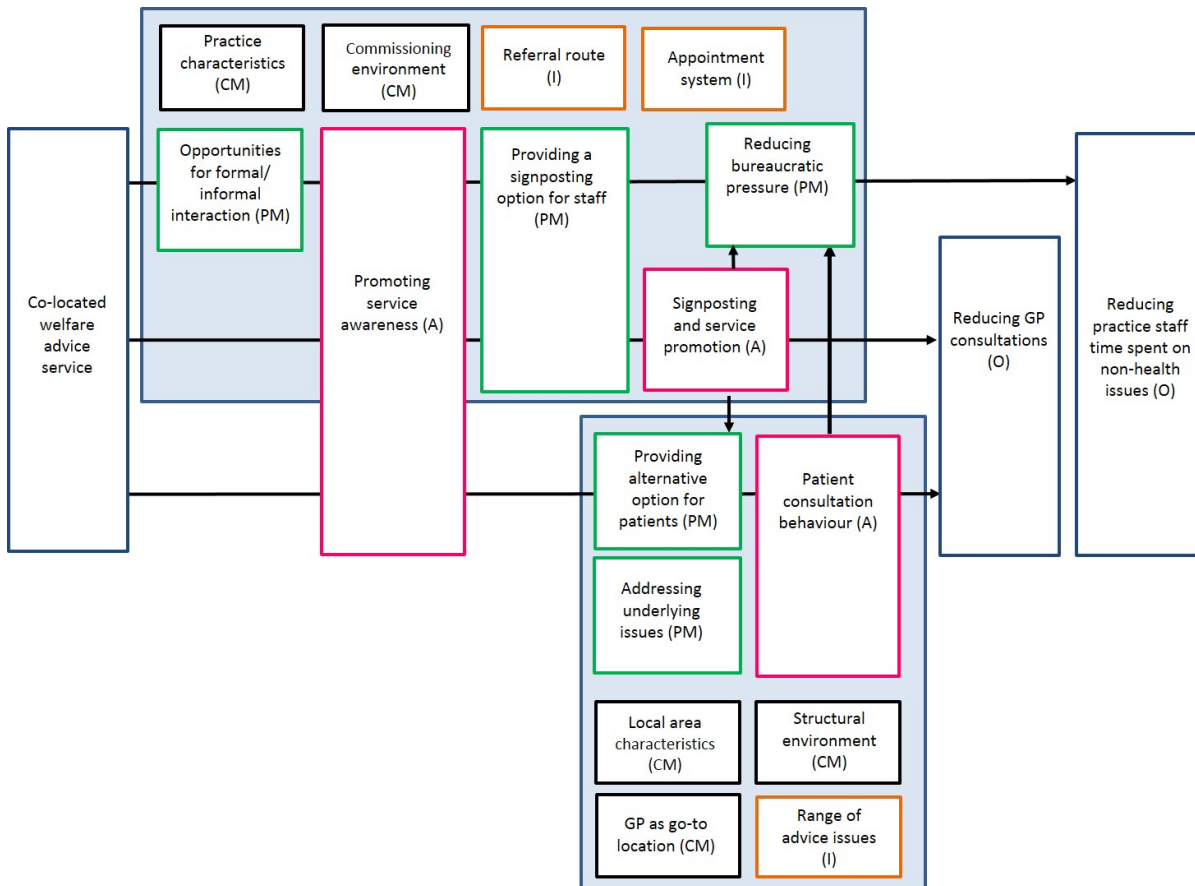 Practice
characteristics
(CM)
Commissioning
environment
(CM)
Referral route
(I)
Appointment
system (I)
Co-located
welfare
advice
service
Opportunities
for formal/
informal
interaction (PM)
Promoting
service
awareness (A)
Providing a
signposting
option for staff
(PM)
Reducing
bureaucratic
pressure (PM)
Signposting
and service
promotion (A)
Reducing GP
consultations
(O)
Reducing
practice staff
time spent on
non-health
issues (O)
Providing
alternative
option for
patients (PM)
Patient
consultation
behaviour (A)
Addressing
underlying
issues (PM)
Local area
characteristics
(CM)
Structural
environment
(CM)
GP as go-to
location (CM)
Range of
advice issues
(I)